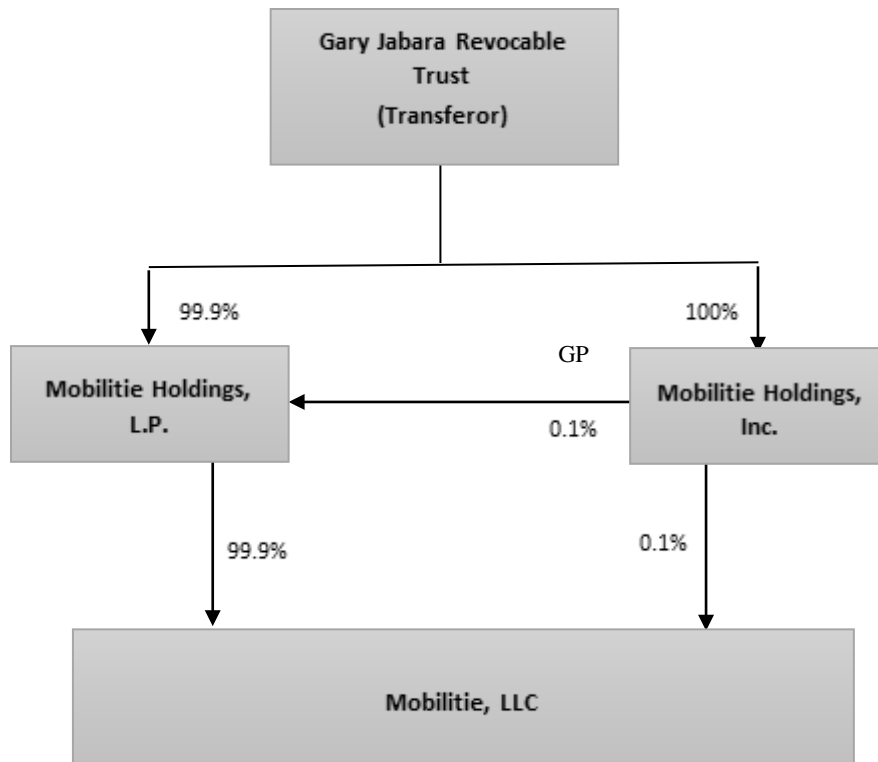 Gary Jabara Revocable
Trust
(Transferor)
99.9%
100%
GP
Mobilitie Holdings,
L.P.
Mobilitie Holdings,
Inc.
0.1%
99.9%
0.1%
Mobilitie, LLC